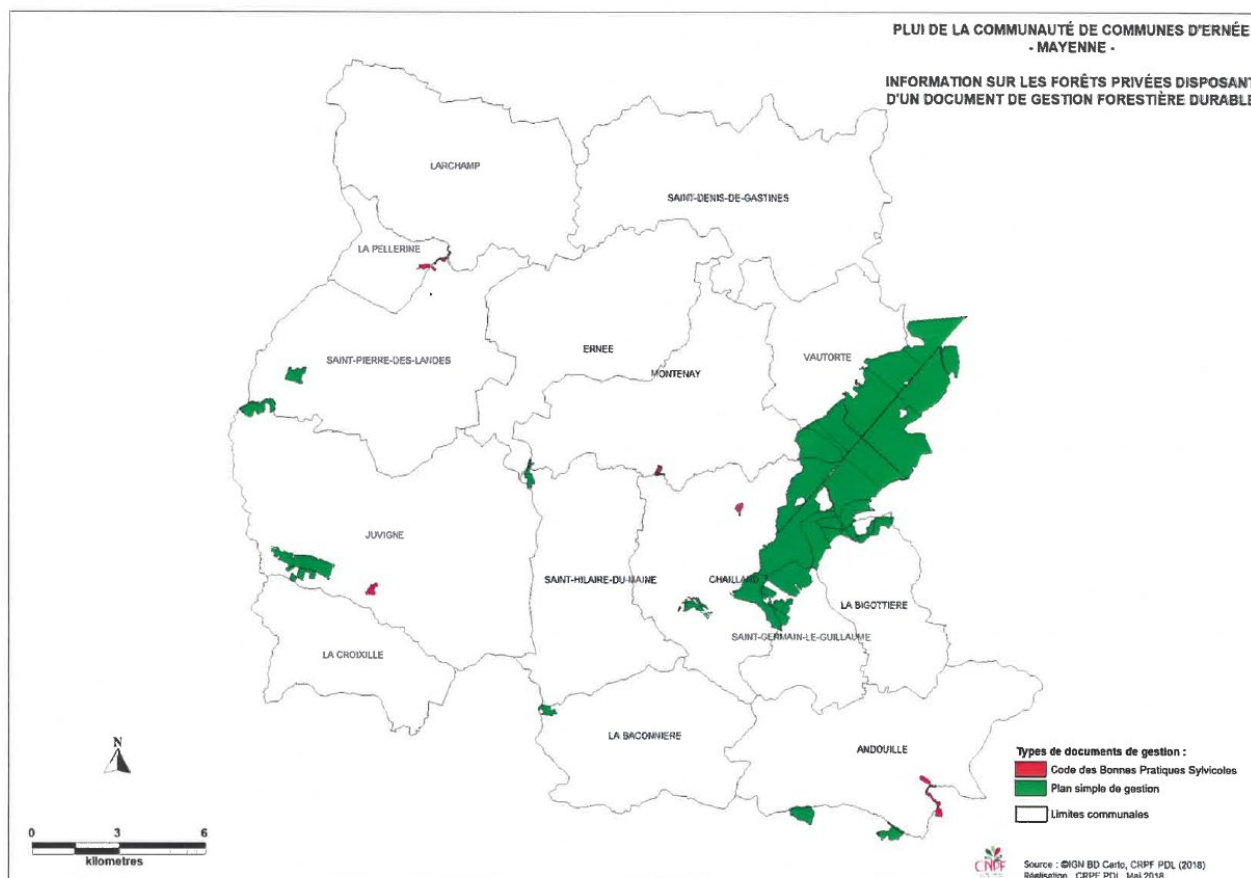 PLUI DE LA COMMUNAUTÉ DE COMMUNES D'ERNÉE
- MAYENNE -
INFORMATION SUR LES FORÊTS PRIVÉES DISPOSANT
D'UN DOCUMENT DE GESTION FORESTIÈRE DURABLE
LARCHAMP
SAINT-DENIS-DE-GASTINES
LA PELLERINE
ERNEE
SAINT-PIERRE-DES-LANDES
VAUTORTE
MONTENAY
JUVIGNE
SAINT-HILAIRE-DU-MAINE
CHAILLAND
LA BIGOTTIERE
SAINT-GERMAIN-LE-GUILLAUME
LA CROIXILLE
LA BACONNIERE
ANDOUILLE
N
0 3 6
kilometres
Types de documents de gestion :
Code des Bonnes Pratiques Sylvicoles
Plan simple de gestion
Limites communales
CNPF
Source : ©IGN BD Carto, CRPF PDL (2018)
Réalisation : CRPF PDL, Mai 2018